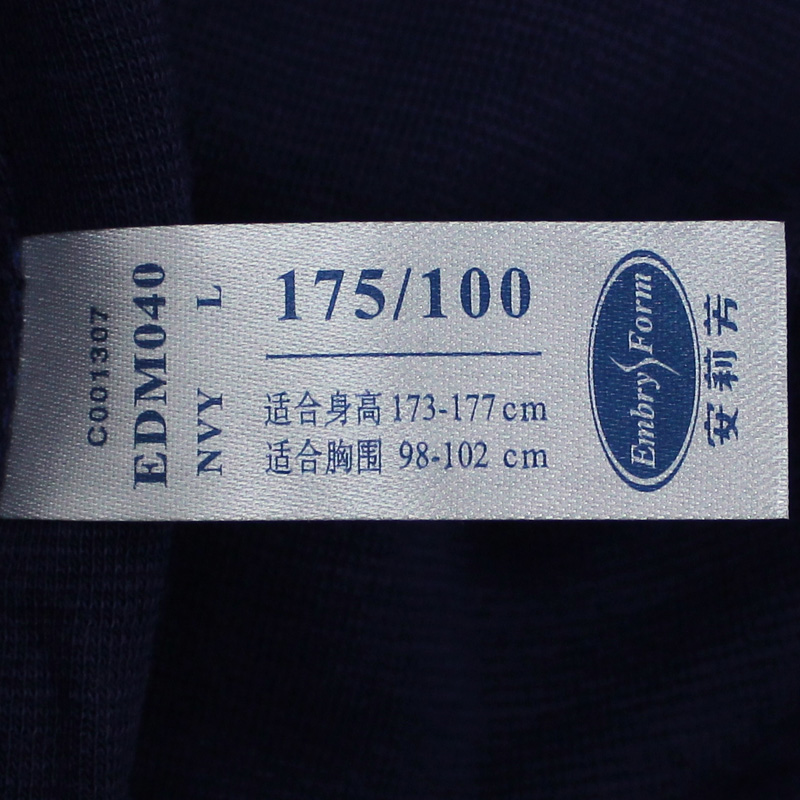 C001307
EDM040
NVY L
175/100
适合身高 173-177cm
适合胸围 98-102 cm
Embry Form
安莉芳